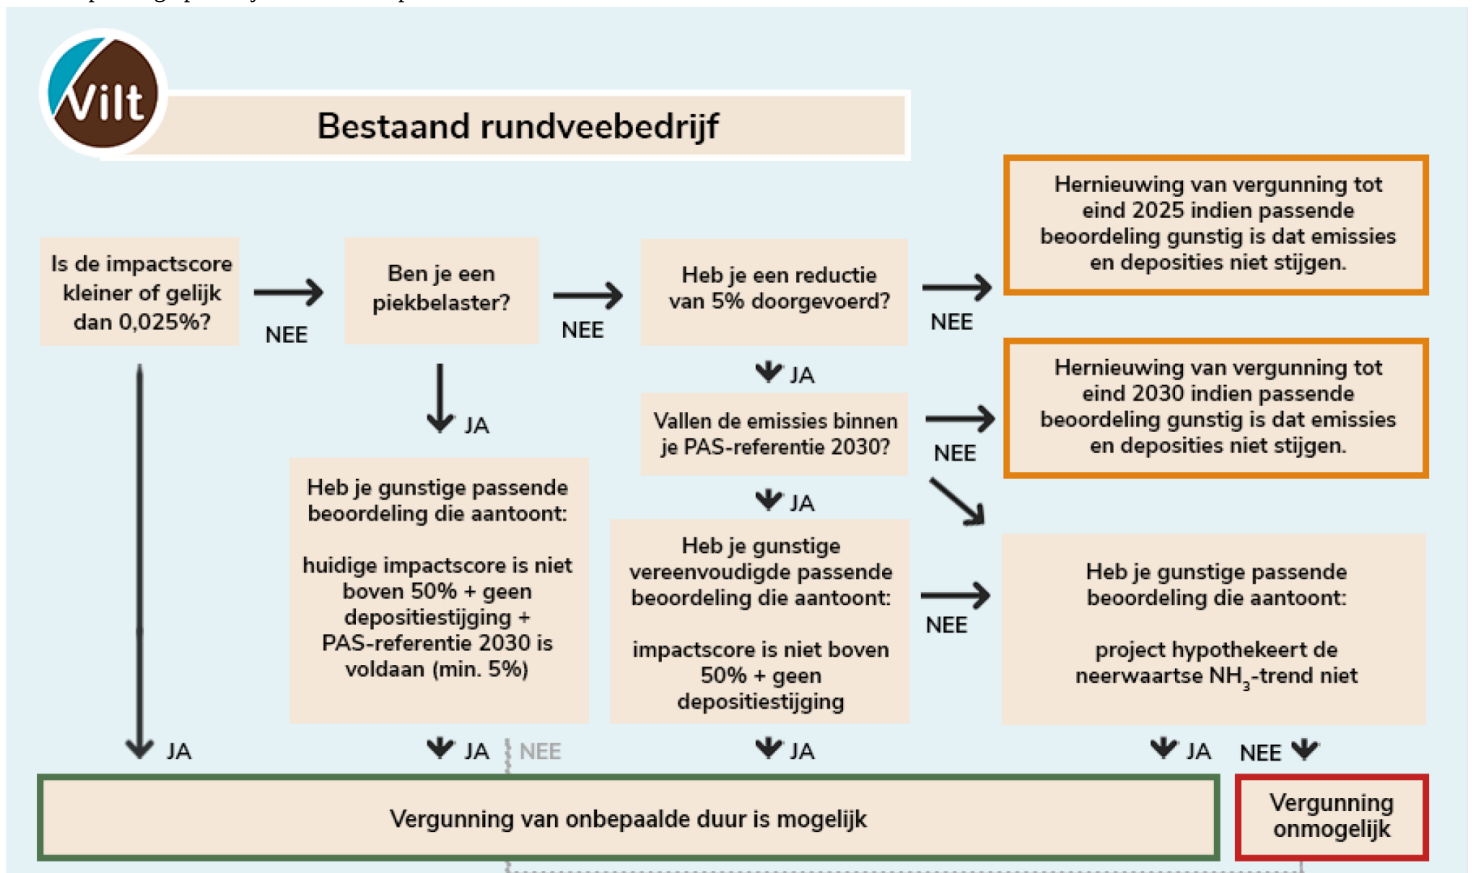 Vilt
Bestaand rundveebedrijf
Is de impactscore
kleiner of gelijk
dan 0,025%?
NEE
Ben je een
piekbelaster?
NEE
Heb je een reductie
van 5% doorgevoerd?
NEE
Hernieuwing van vergunning tot
eind 2025 indien passende
beoordeling gunstig is dat emissies
en deposities niet stijgen.
JA
JA
Vallen de emissies binnen
je PAS-referentie 2030?
NEE
Hernieuwing van vergunning tot
eind 2030 indien passende
beoordeling gunstig is dat emissies
en deposities niet stijgen.
Heb je gunstige passende
beoordeling die aantoont:
huidige impactscore is niet
boven 50% + geen
depositiestijging +
PAS-referentie 2030 is
voldaan (min. 5%)
JA
Heb je gunstige
vereenvoudigde passende
beoordeling die aantoont:
impactscore is niet boven
50% + geen
depositiestijging
NEE
Heb je gunstige passende
beoordeling die aantoont:
project hypothekeert de
neerwaartse NH₃-trend niet
JA
JA
NEE
JA
JA
NEE
Vergunning van onbepaalde duur is mogelijk
Vergunning
onmogelijk